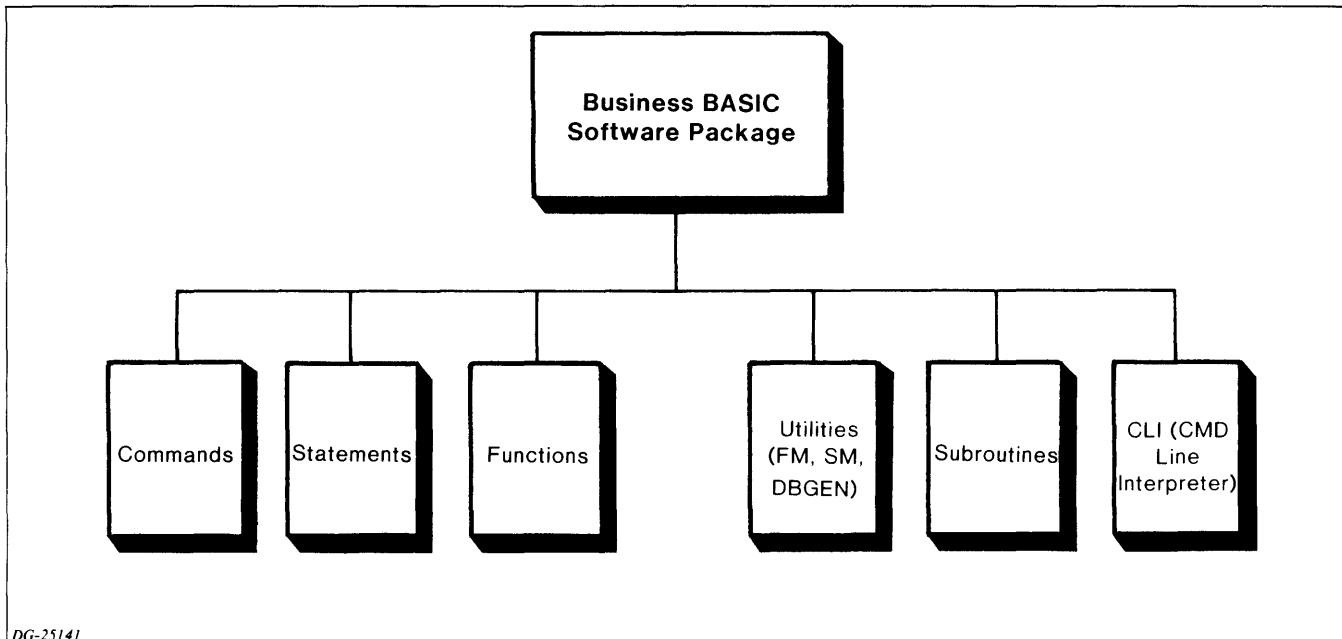 Business BASIC
Software Package
Commands
Statements
Functions
Utilities
(FM, SM,
DBGEN)
Subroutines
CLI (CMD
Line
Interpreter)
DG-25141